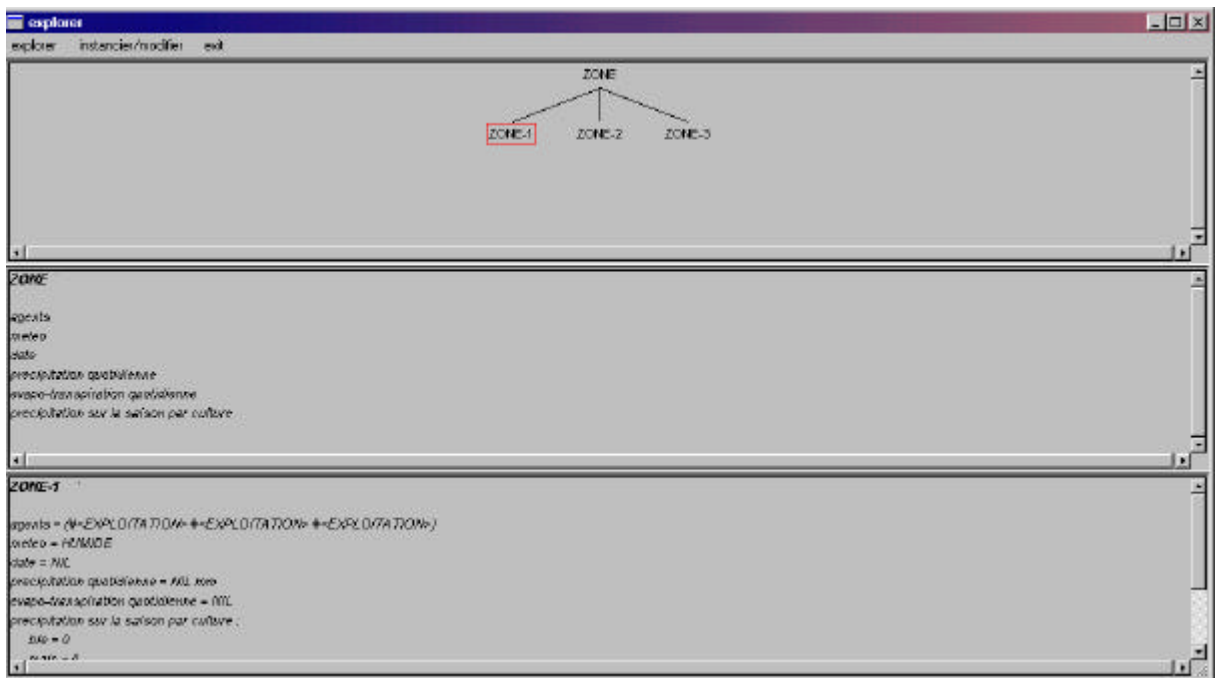 explorer
explorer instancier/modifier exit
ZONE
ZONE-1 ZONE-2 ZONE-3
ZONE
agents
meteo
date
precipitation quotidienne
evapo-transpiration quotidienne
precipitation sur la saison par culture
ZONE-1
agents = (#<EXPLOITATION> #<EXPLOITATION> #<EXPLOITATION>)
meteo = HUMIDE
date = NIL
precipitation quotidienne = NIL mm
evapo-transpiration quotidienne = NIL
precipitation sur la saison par culture :
ble = 0